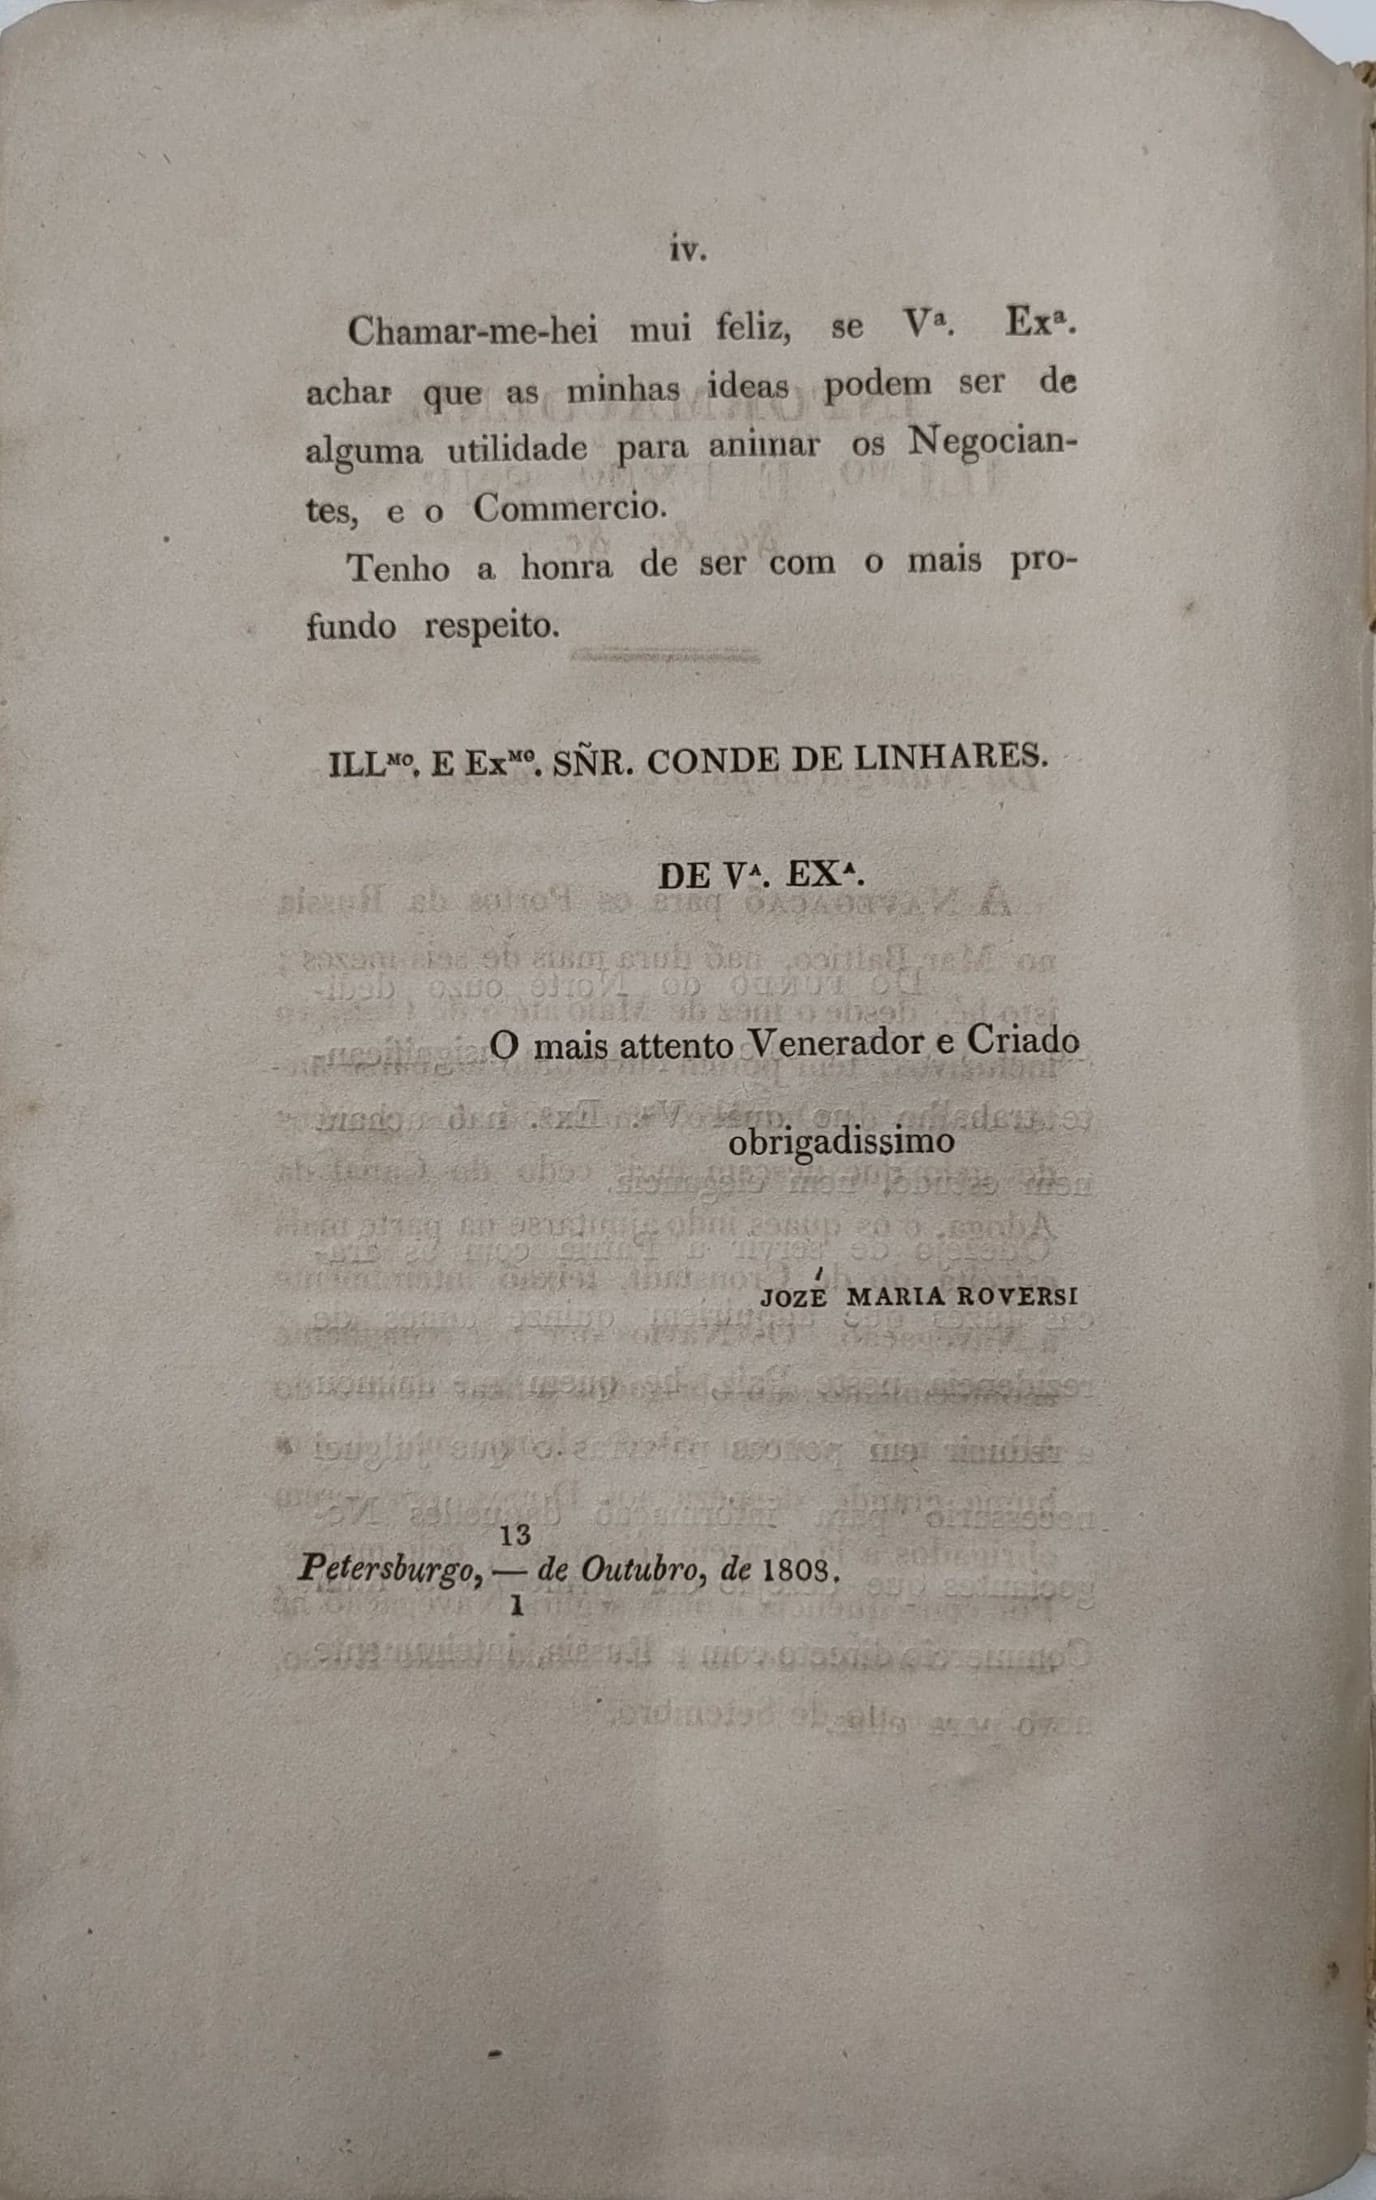 iv.
Chamar-me-hei mui feliz, se Vª. Exª.
achar que as minhas ideas podem ser de
alguma utilidade para animar os Negocian-
tes, e o Commercio.
Tenho a honra de ser com o mais pro-
fundo respeito.
ILLᴹᴼ. E Exᴹᴼ. SÑR. CONDE DE LINHARES.
DE Vᴬ. EXᴬ.
O mais attento Venerador e Criado
obrigadissimo
JOZÉ MARIA ROVERSI
13
Petersburgo, — de Outubro, de 1808.
1